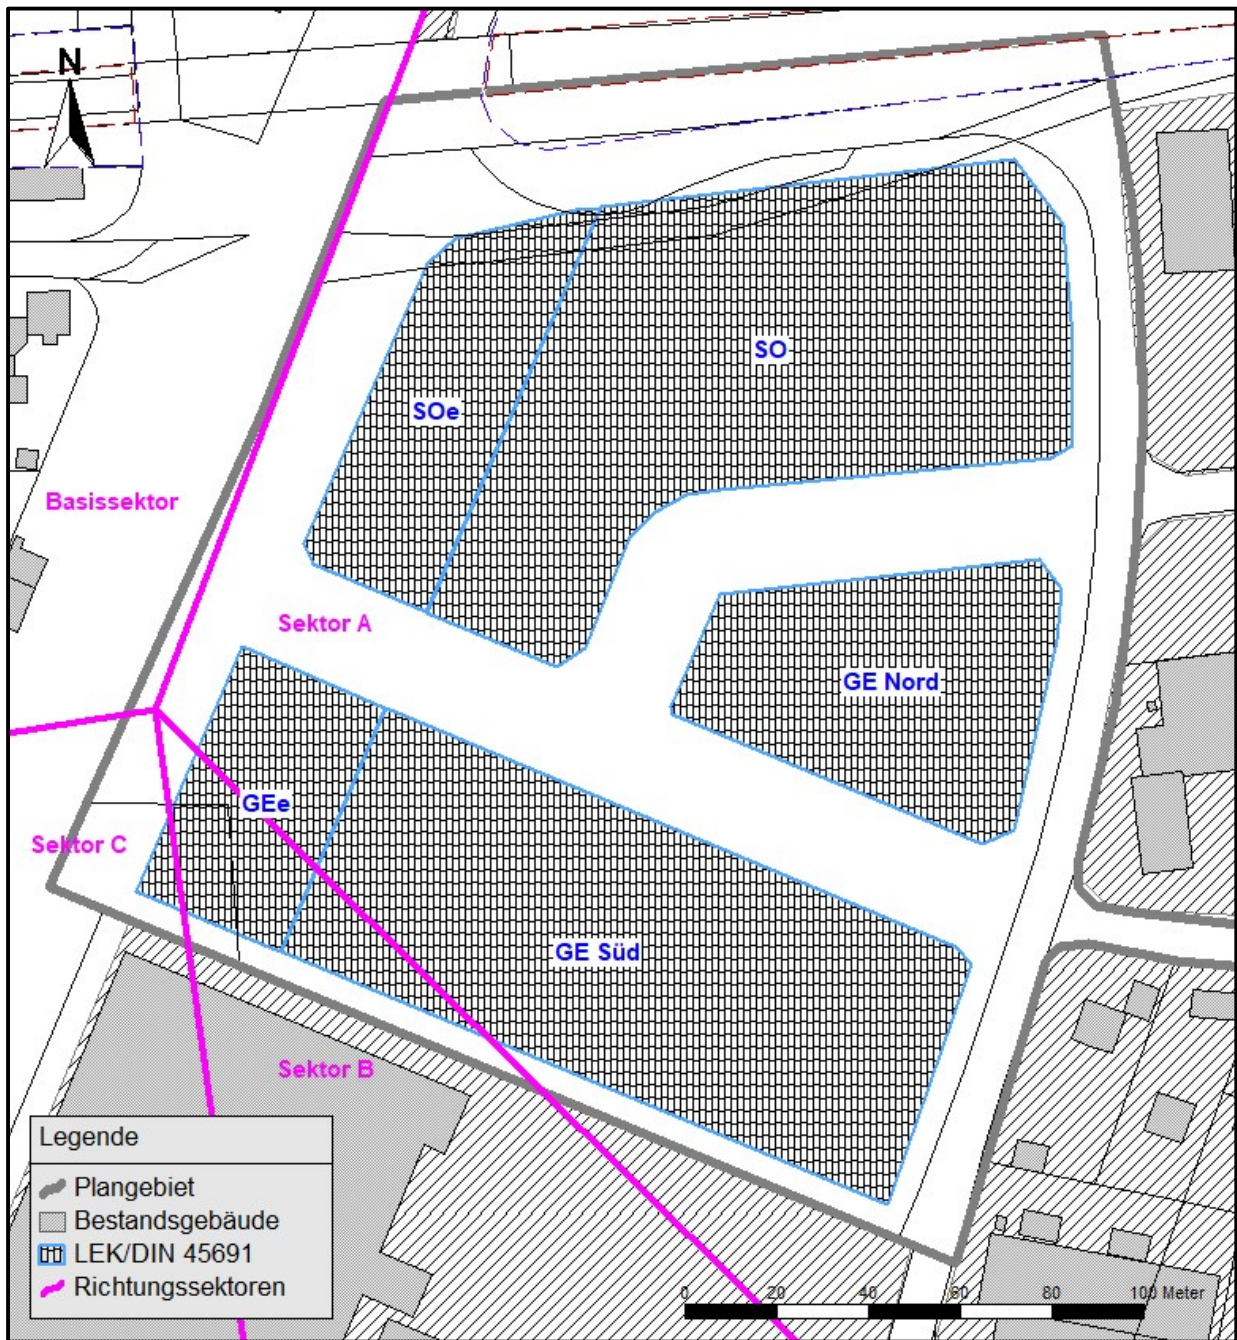 N
SO
SOe
Basissektor
Sektor A
GE Nord
GEe
Sektor C
GE Süd
Sektor B
Legende
Plangebiet
Bestandsgebäude
LEK/DIN 45691
Richtungssektoren
0 20 40 60 80 100 Meter